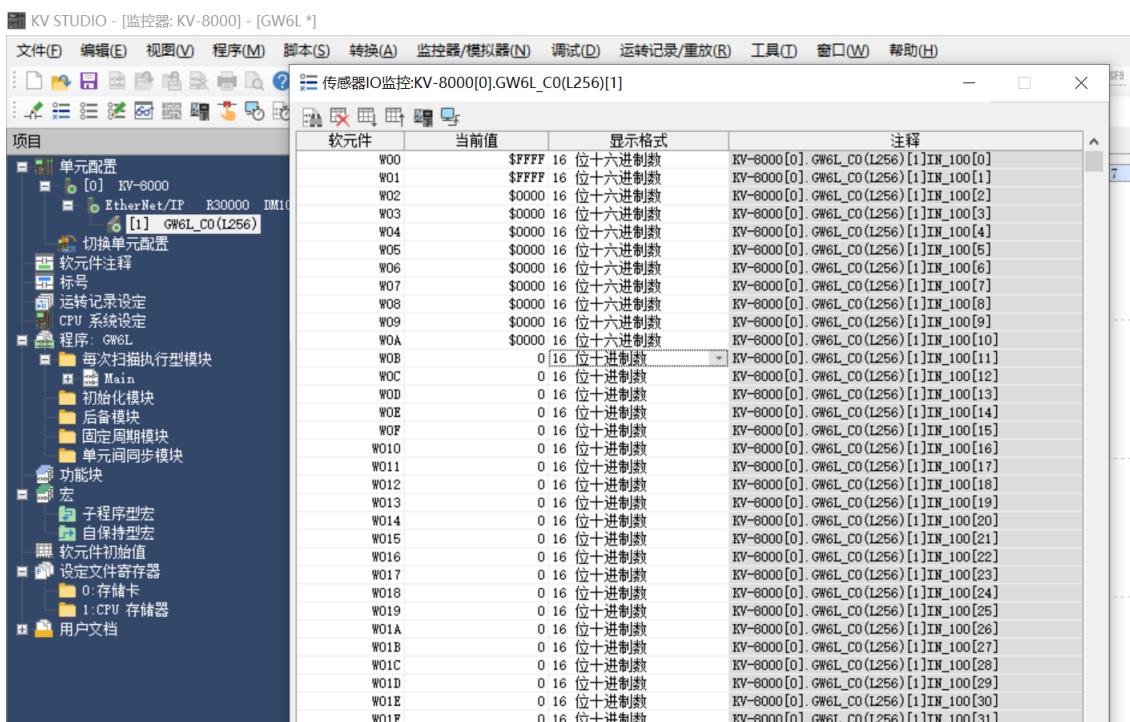 KV STUDIO - [监控器: KV-8000] - [GW6L *]
文件(F) 编辑(E) 视图(V) 程序(M) 脚本(S) 转换(A) 监控器/模拟器(N) 调试(D) 运转记录/重放(R) 工具(T) 窗口(W) 帮助(H)
传感器IO监控:KV-8000[0].GW6L_C0(L256)[1]
SF9
项目
单元配置
[0] KV-8000
EtherNet/IP R30000 DM10
[1] GW6L_C0(L256)
切换单元配置
软元件注释
标号
运转记录设定
CPU 系统设定
程序: GW6L
每次扫描执行型模块
Main
初始化模块
后备模块
固定周期模块
单元间同步模块
功能块
宏
子程序型宏
自保持型宏
软元件初始值
设定文件寄存器
0:存储卡
1:CPU 存储器
用户文档
软元件 当前值 显示格式 注释
W00 $FFFF 16 位十六进制数 KV-8000[0].GW6L_C0(L256)[1]IN_100[0]
W01 $FFFF 16 位十六进制数 KV-8000[0].GW6L_C0(L256)[1]IN_100[1]
W02 $0000 16 位十六进制数 KV-8000[0].GW6L_C0(L256)[1]IN_100[2]
W03 $0000 16 位十六进制数 KV-8000[0].GW6L_C0(L256)[1]IN_100[3]
W04 $0000 16 位十六进制数 KV-8000[0].GW6L_C0(L256)[1]IN_100[4]
W05 $0000 16 位十六进制数 KV-8000[0].GW6L_C0(L256)[1]IN_100[5]
W06 $0000 16 位十六进制数 KV-8000[0].GW6L_C0(L256)[1]IN_100[6]
W07 $0000 16 位十六进制数 KV-8000[0].GW6L_C0(L256)[1]IN_100[7]
W08 $0000 16 位十六进制数 KV-8000[0].GW6L_C0(L256)[1]IN_100[8]
W09 $0000 16 位十六进制数 KV-8000[0].GW6L_C0(L256)[1]IN_100[9]
W0A $0000 16 位十六进制数 KV-8000[0].GW6L_C0(L256)[1]IN_100[10]
W0B 0 16 位十进制数 KV-8000[0].GW6L_C0(L256)[1]IN_100[11]
W0C 0 16 位十进制数 KV-8000[0].GW6L_C0(L256)[1]IN_100[12]
W0D 0 16 位十进制数 KV-8000[0].GW6L_C0(L256)[1]IN_100[13]
W0E 0 16 位十进制数 KV-8000[0].GW6L_C0(L256)[1]IN_100[14]
W0F 0 16 位十进制数 KV-8000[0].GW6L_C0(L256)[1]IN_100[15]
W010 0 16 位十进制数 KV-8000[0].GW6L_C0(L256)[1]IN_100[16]
W011 0 16 位十进制数 KV-8000[0].GW6L_C0(L256)[1]IN_100[17]
W012 0 16 位十进制数 KV-8000[0].GW6L_C0(L256)[1]IN_100[18]
W013 0 16 位十进制数 KV-8000[0].GW6L_C0(L256)[1]IN_100[19]
W014 0 16 位十进制数 KV-8000[0].GW6L_C0(L256)[1]IN_100[20]
W015 0 16 位十进制数 KV-8000[0].GW6L_C0(L256)[1]IN_100[21]
W016 0 16 位十进制数 KV-8000[0].GW6L_C0(L256)[1]IN_100[22]
W017 0 16 位十进制数 KV-8000[0].GW6L_C0(L256)[1]IN_100[23]
W018 0 16 位十进制数 KV-8000[0].GW6L_C0(L256)[1]IN_100[24]
W019 0 16 位十进制数 KV-8000[0].GW6L_C0(L256)[1]IN_100[25]
W01A 0 16 位十进制数 KV-8000[0].GW6L_C0(L256)[1]IN_100[26]
W01B 0 16 位十进制数 KV-8000[0].GW6L_C0(L256)[1]IN_100[27]
W01C 0 16 位十进制数 KV-8000[0].GW6L_C0(L256)[1]IN_100[28]
W01D 0 16 位十进制数 KV-8000[0].GW6L_C0(L256)[1]IN_100[29]
W01E 0 16 位十进制数 KV-8000[0].GW6L_C0(L256)[1]IN_100[30]
W01F 0 16 位十进制数 KV-8000[0].GW6L_C0(L256)[1]IN_100[31]
7